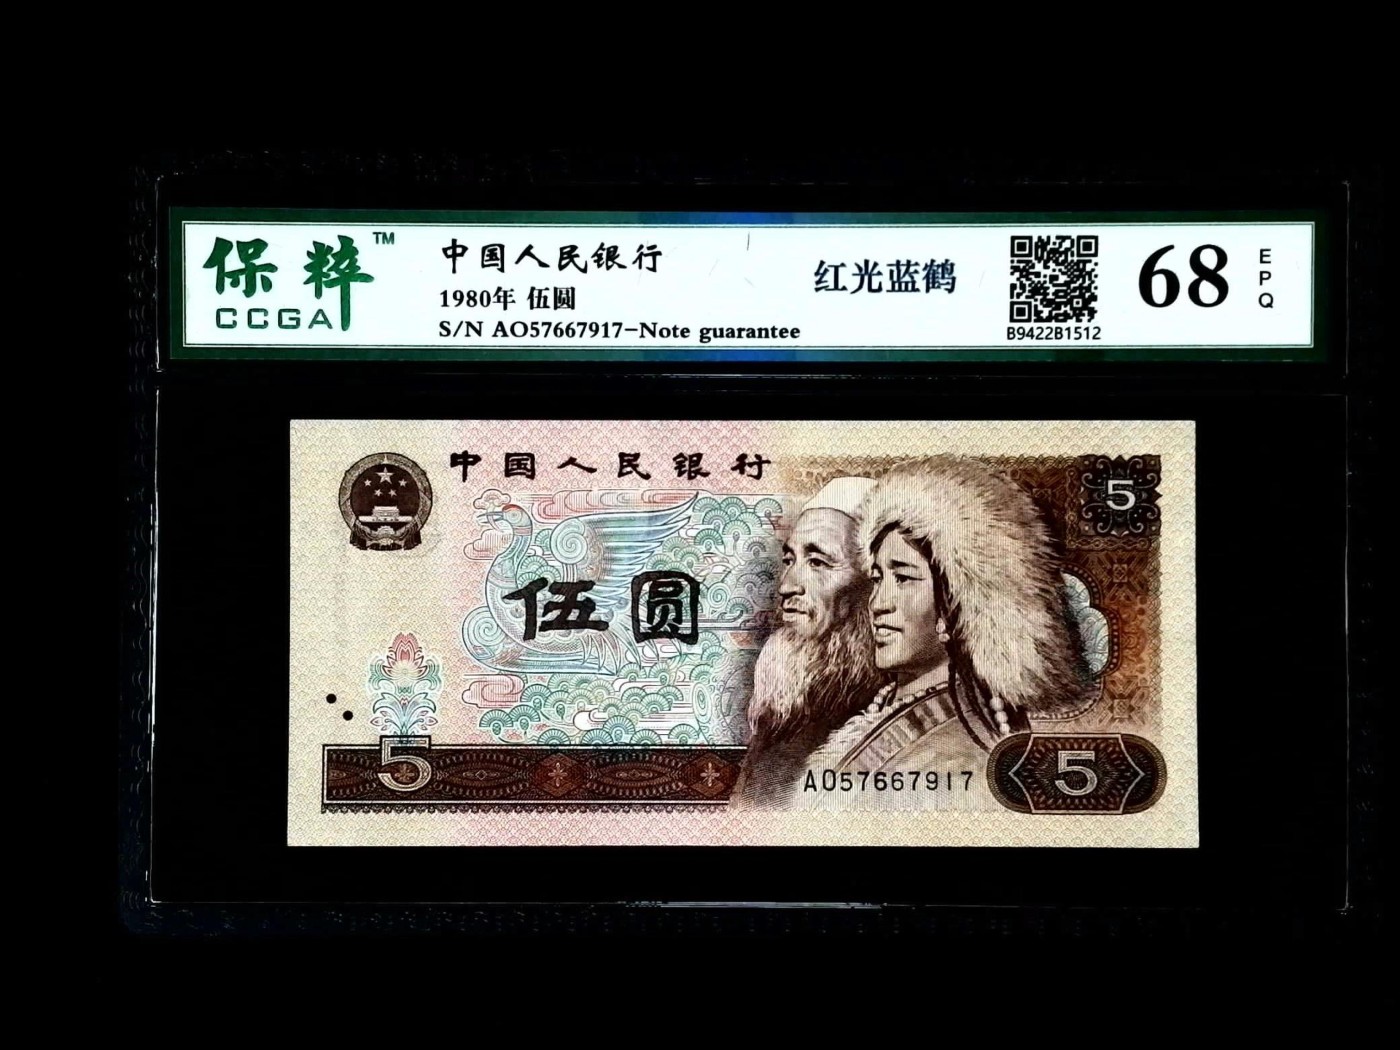 保粹™
CCGA
中国人民银行
1980年 伍圆
S/N AO57667917-Note guarantee
红光蓝鹤
B9422B1512
68
EPQ
中国人民银行
5
伍圆
5
AO57667917
5